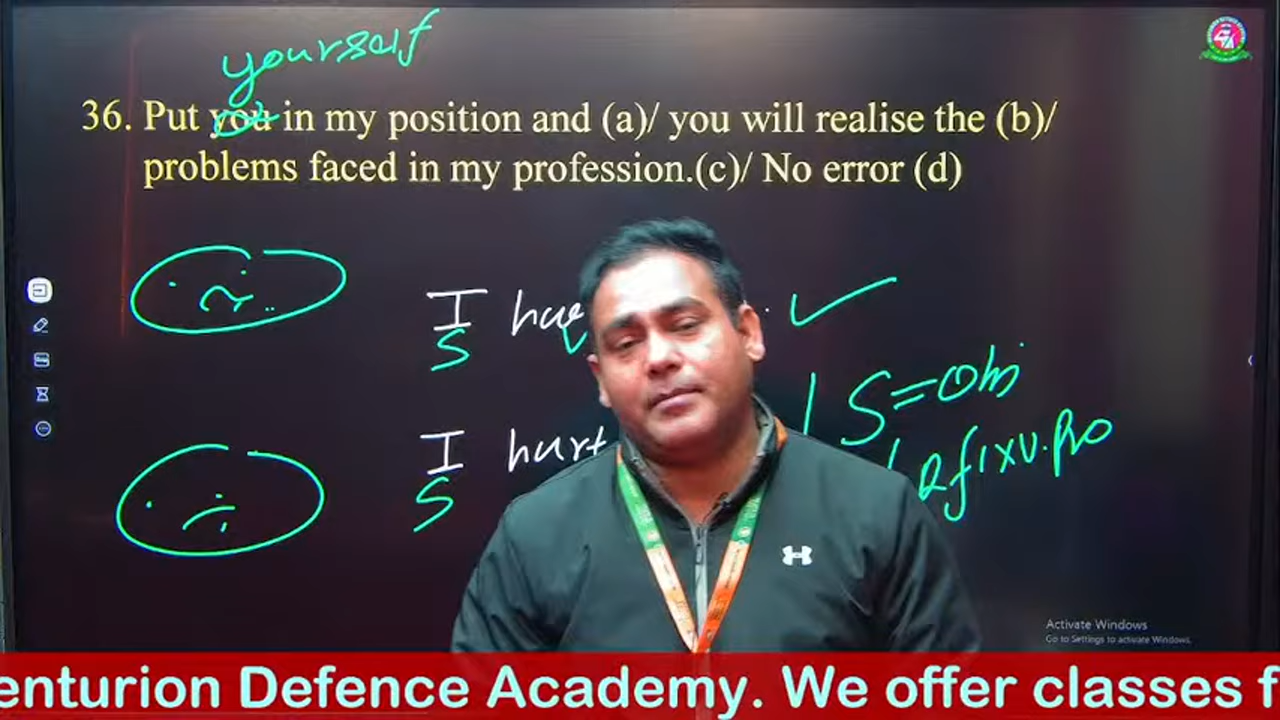 yourself
36. Put you in my position and (a)/ you will realise the (b)/
problems faced in my profession.(c)/ No error (d)
I
S
S = Obj
I hurt
S
Activate Windows
Go to Settings to activate Windows.
enturion Defence Academy. We offer classes f